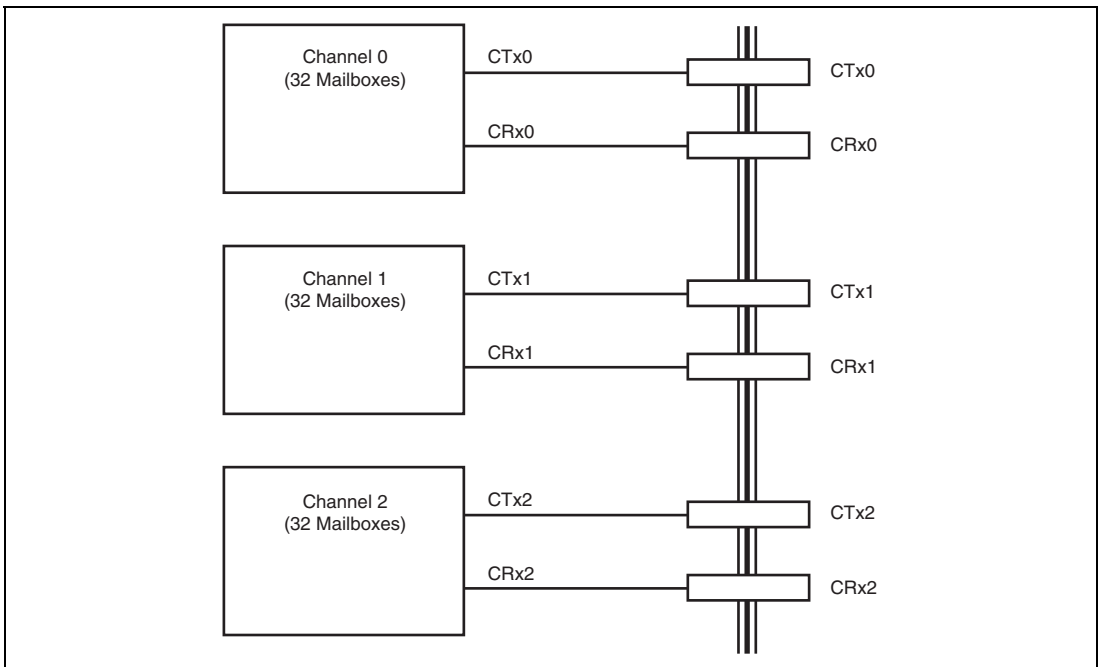 Channel 0
(32 Mailboxes)
CTx0
CTx0
CRx0
CRx0
Channel 1
(32 Mailboxes)
CTx1
CTx1
CRx1
CRx1
Channel 2
(32 Mailboxes)
CTx2
CTx2
CRx2
CRx2